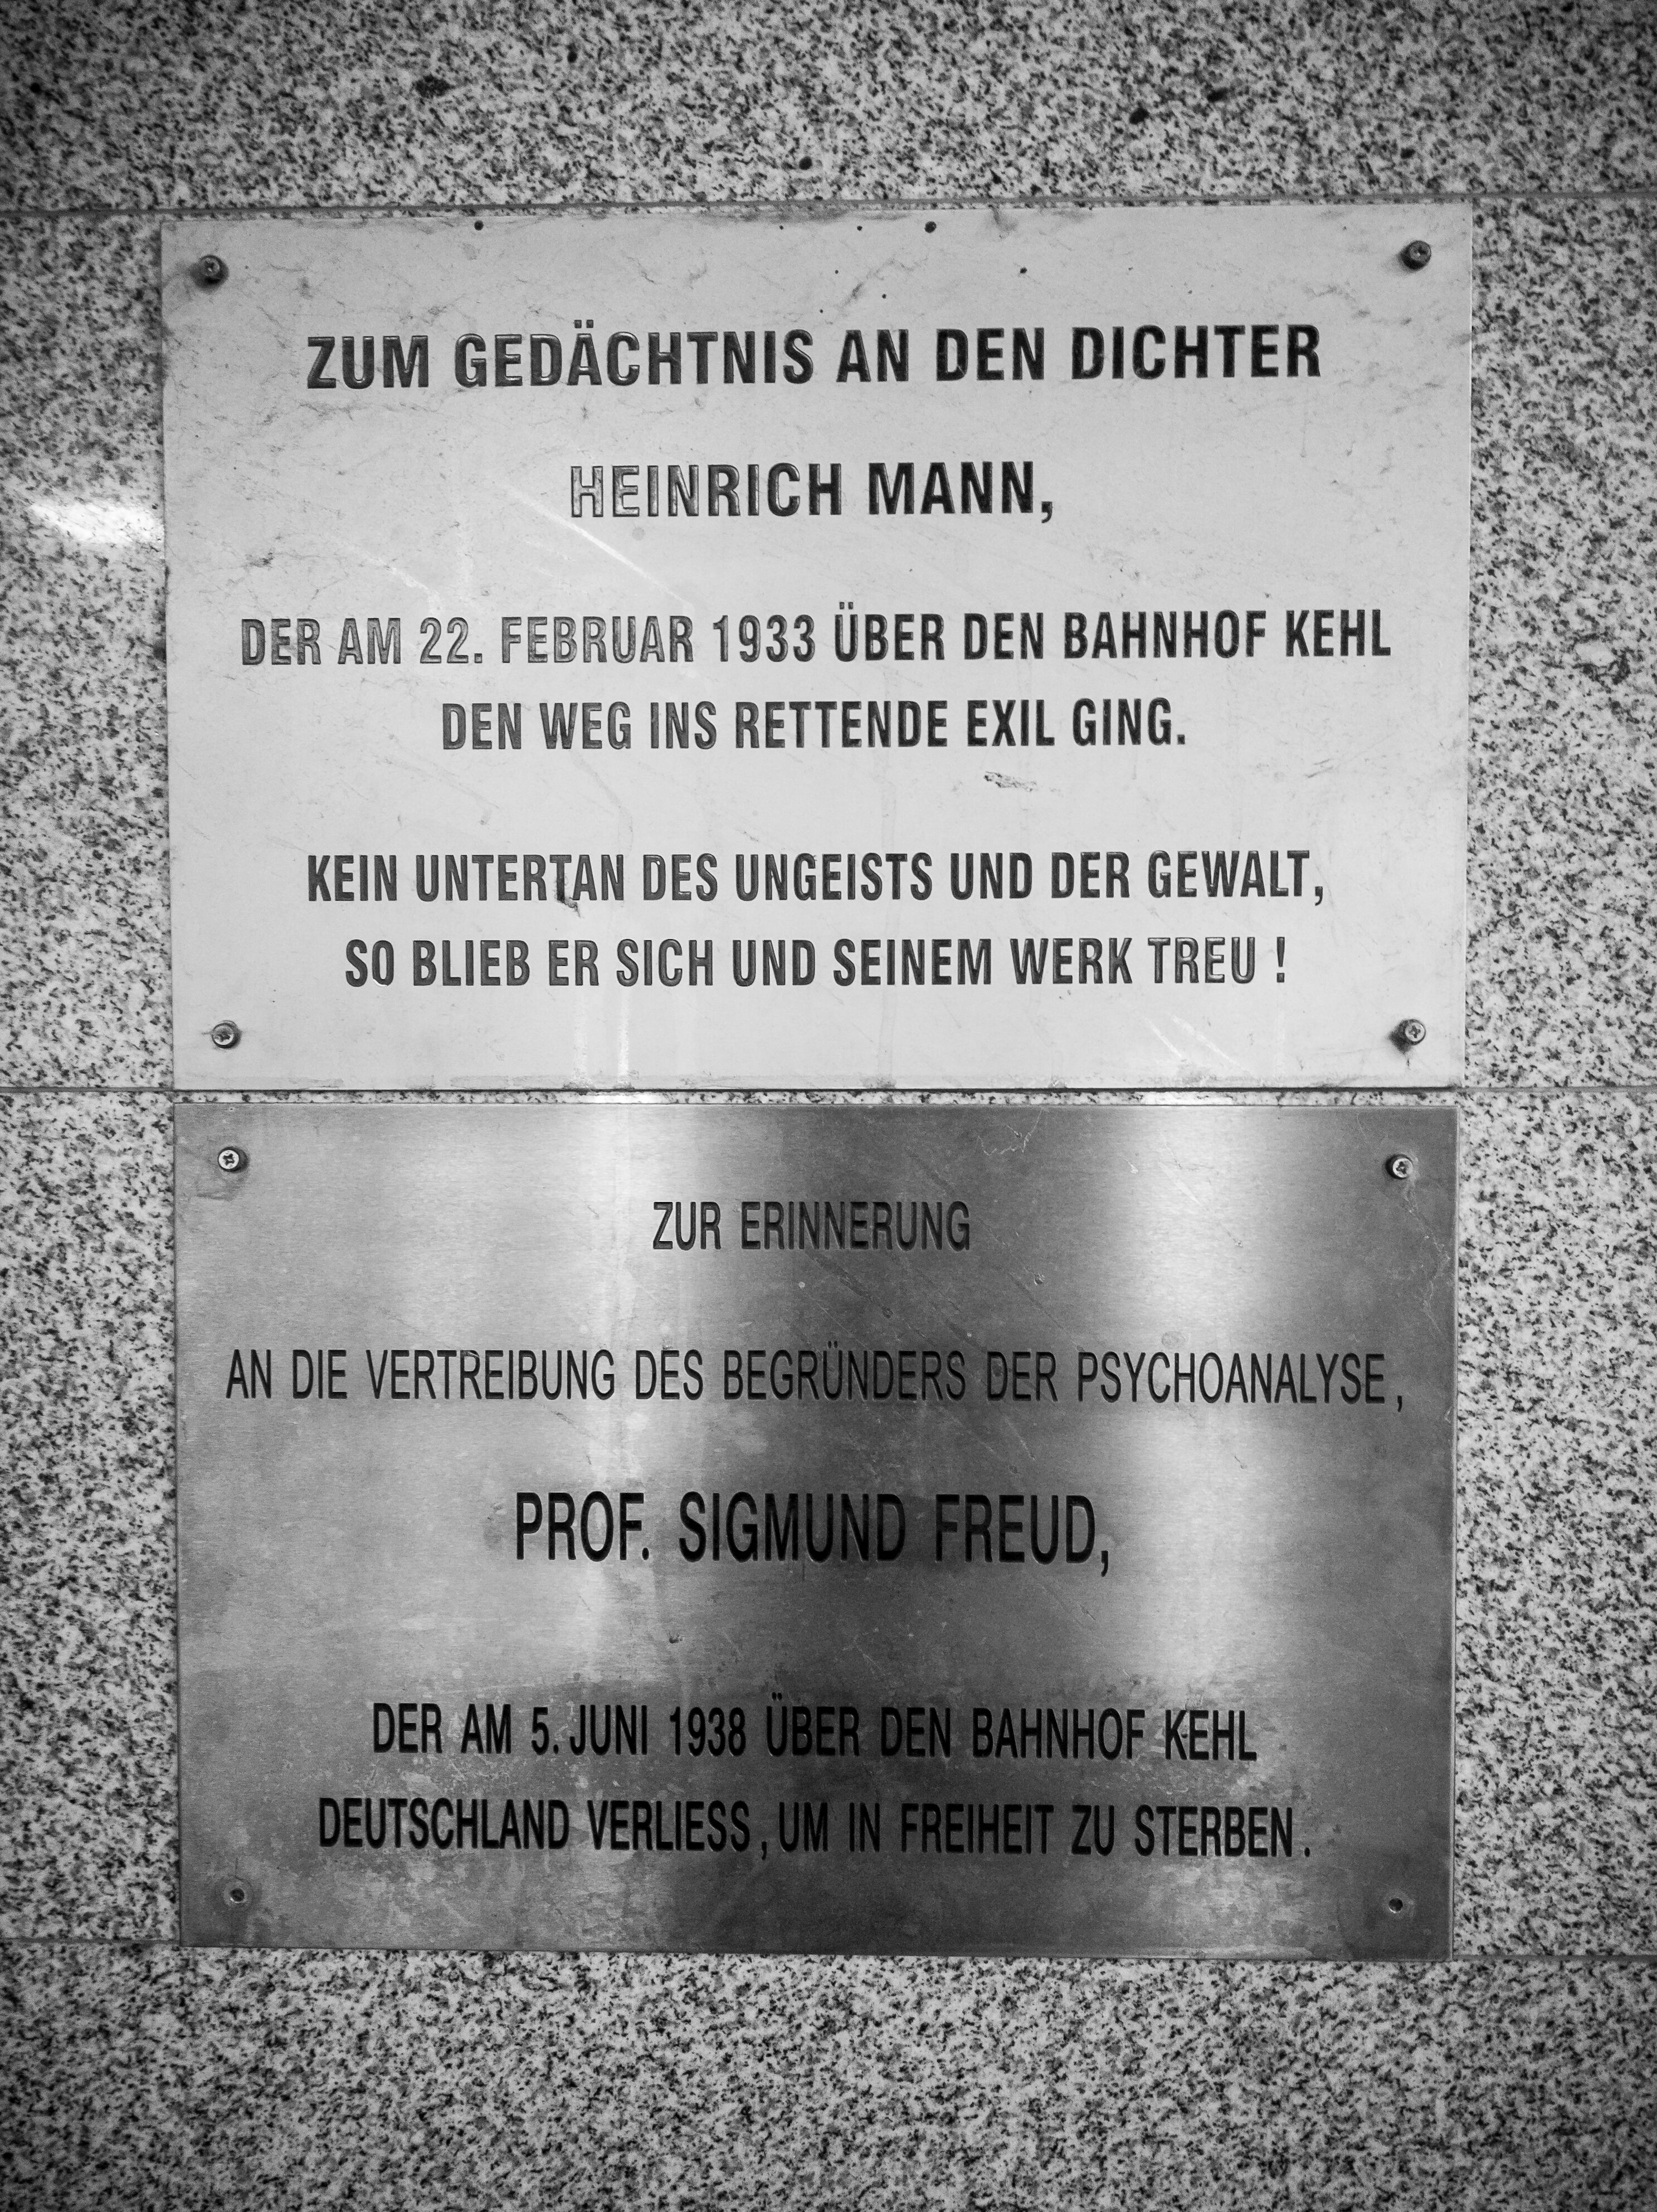 ZUM GEDÄCHTNIS AN DEN DICHTER
HEINRICH MANN,
DER AM 22. FEBRUAR 1933 ÜBER DEN BAHNHOF KEHL
DEN WEG INS RETTENDE EXIL GING.
KEIN UNTERTAN DES UNGEISTS UND DER GEWALT,
SO BLIEB ER SICH UND SEINEM WERK TREU !
ZUR ERINNERUNG
AN DIE VERTREIBUNG DES BEGRÜNDERS DER PSYCHOANALYSE,
PROF. SIGMUND FREUD,
DER AM 5. JUNI 1938 ÜBER DEN BAHNHOF KEHL
DEUTSCHLAND VERLIESS, UM IN FREIHEIT ZU STERBEN.